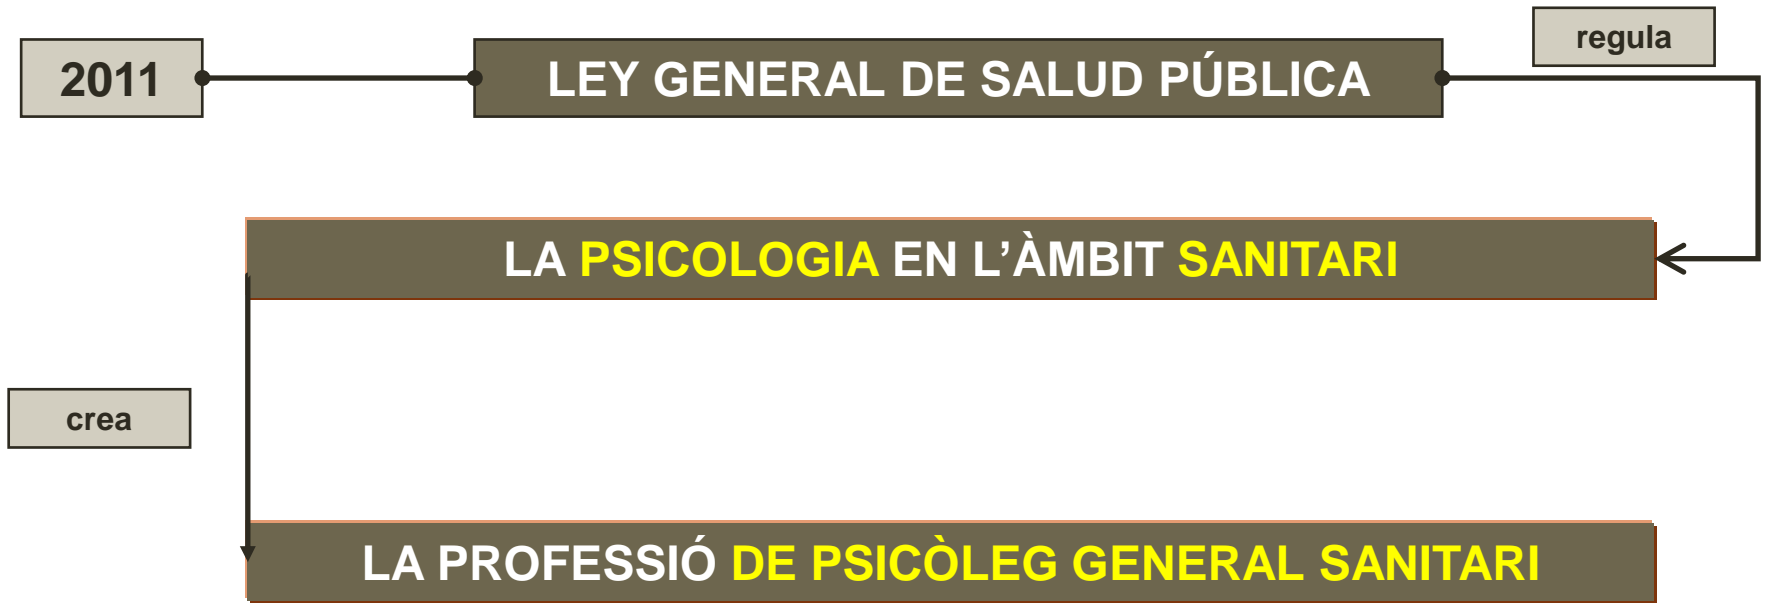 regula
2011
LEY GENERAL DE SALUD PÚBLICA
LA PSICOLOGIA EN L’ÀMBIT SANITARI
crea
LA PROFESSIÓ DE PSICÒLEG GENERAL SANITARI